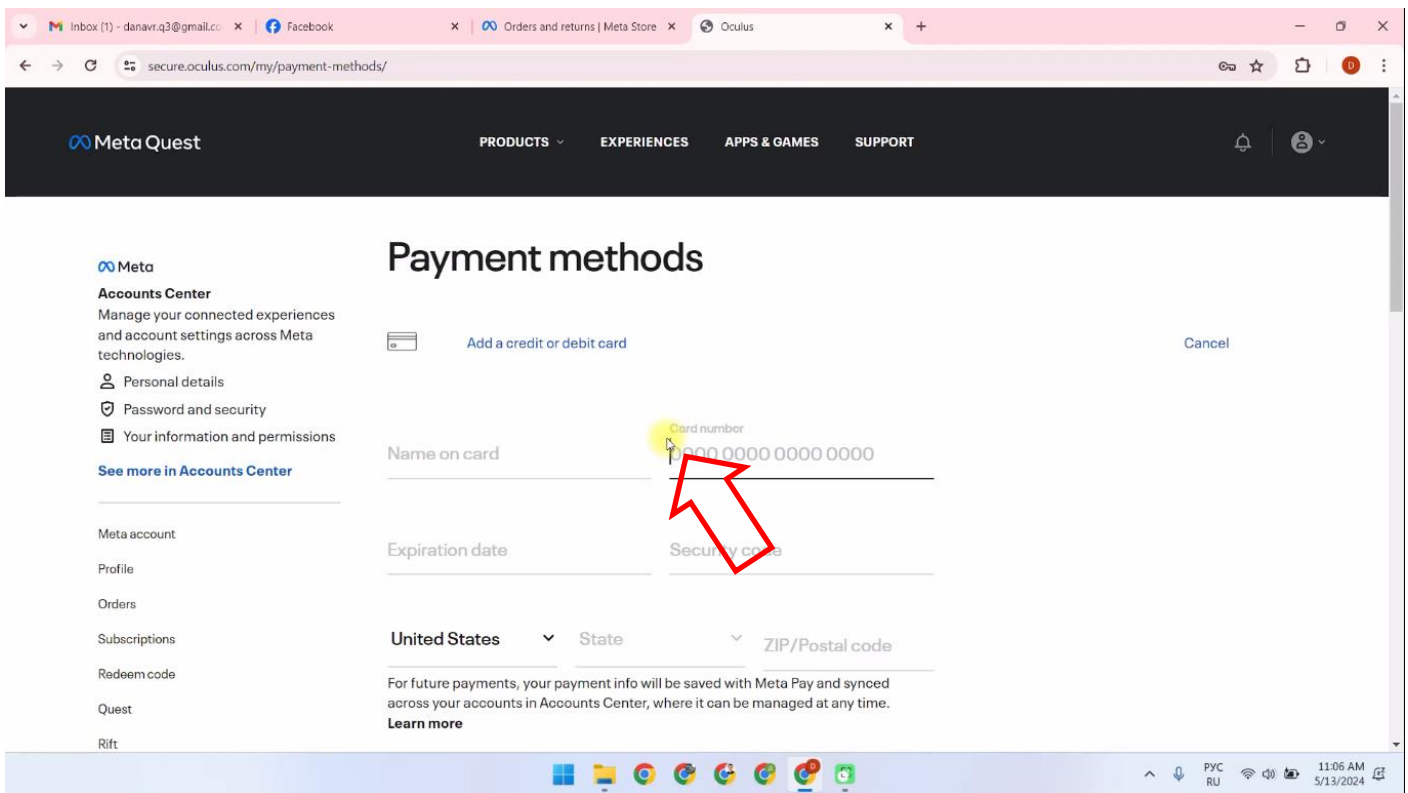 Inbox (1) - danavr.q3@gmail.co
Facebook
Orders and returns | Meta Store
Oculus
secure.oculus.com/my/payment-methods/
D
Meta Quest
PRODUCTS
EXPERIENCES
APPS & GAMES
SUPPORT
Payment methods
Meta
Accounts Center
Manage your connected experiences
and account settings across Meta
technologies.
Personal details
Password and security
Your information and permissions
See more in Accounts Center
Meta account
Profile
Orders
Subscriptions
Redeem code
Quest
Rift
Add a credit or debit card
Cancel
Name on card
Card number
0000 0000 0000 0000
Expiration date
Security code
United States
State
ZIP/Postal code
For future payments, your payment info will be saved with Meta Pay and synced
across your accounts in Accounts Center, where it can be managed at any time.
Learn more
D
РУС
RU
11:06 AM
5/13/2024